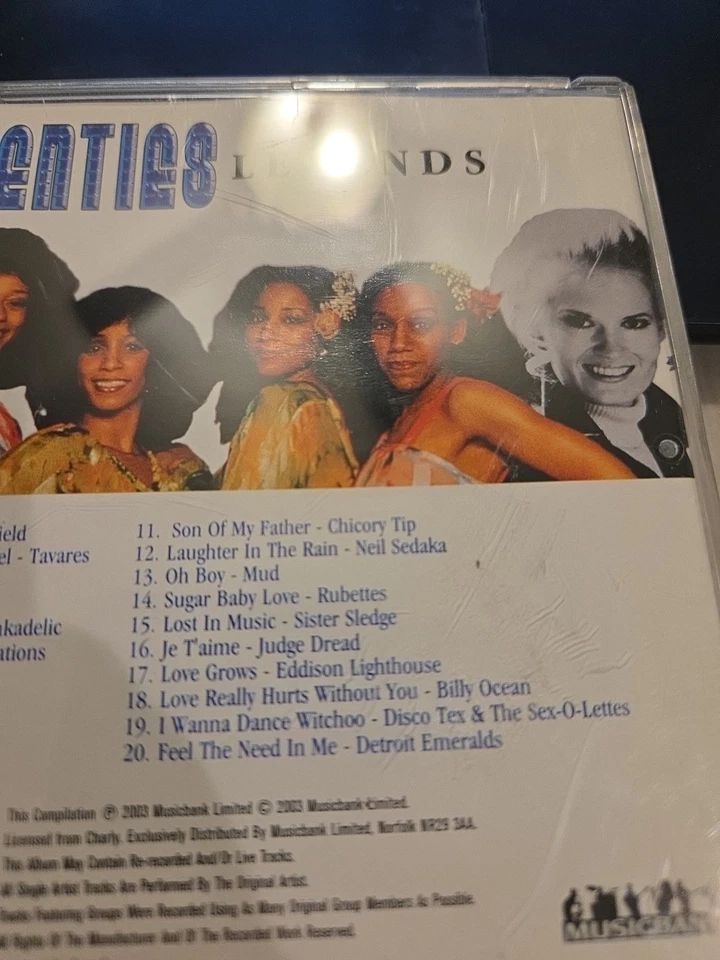 ENTIES LE NDS
ield
el - Tavares
kadelic
ations
11. Son Of My Father - Chicory Tip
12. Laughter In The Rain - Neil Sedaka
13. Oh Boy - Mud
14. Sugar Baby Love - Rubettes
15. Lost In Music - Sister Sledge
16. Je T'aime - Judge Dread
17. Love Grows - Eddison Lighthouse
18. Love Really Hurts Without You - Billy Ocean
19. I Wanna Dance Witchoo - Disco Tex & The Sex-O-Lettes
20. Feel The Need In Me - Detroit Emeralds
This Compilation ℗ 2003 Musicbank Limited © 2003 Musicbank Limited.
Licensed from Charly. Exclusively Distributed By Musicbank Limited, Norfolk NR29 3AA.
This Album May Contain Re-recorded And/Or Live Tracks.
All Single Artist Tracks Are Performed By The Original Artist.
Tracks Featuring Groups Were Recorded Using As Many Original Group Members As Possible.
All Rights Of The Manufacturer And Of The Recorded Work Reserved.
MUSICBAN